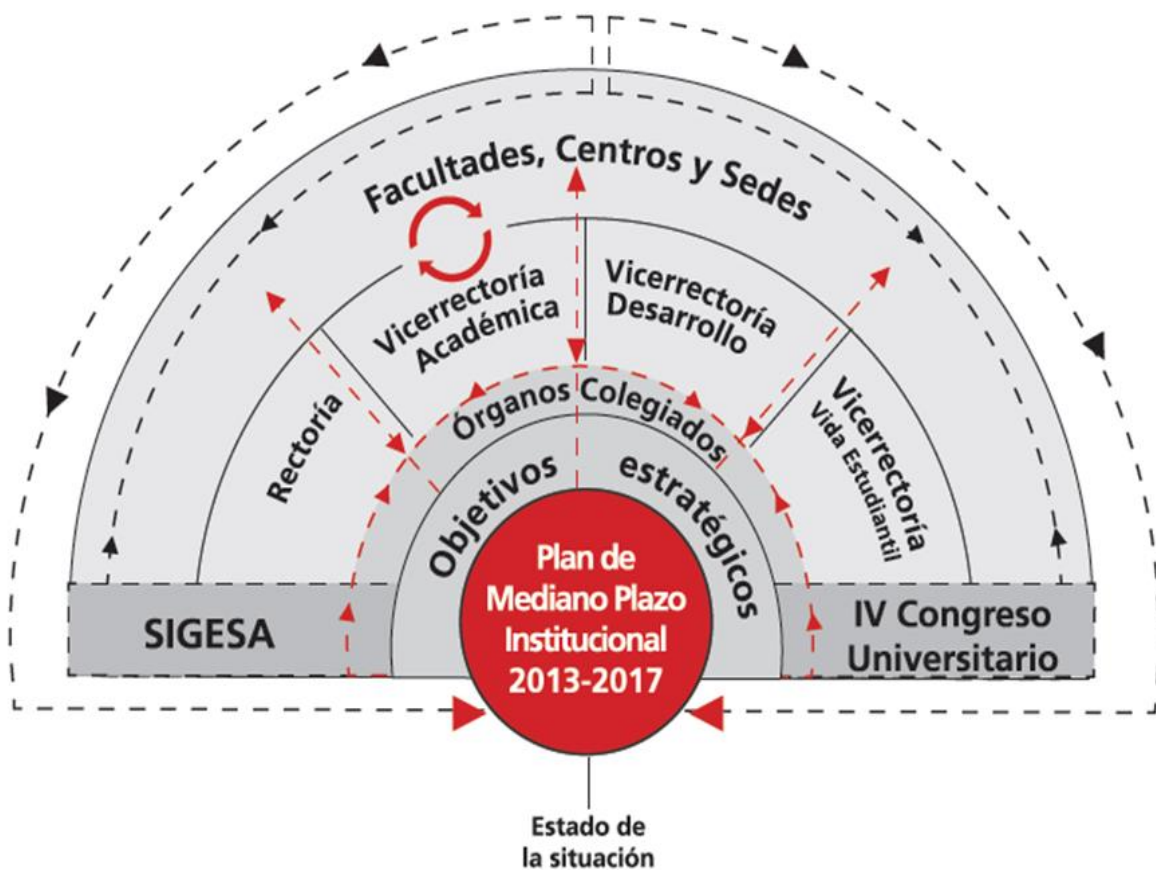 Facultades, Centros y Sedes
Rectoría
Vicerrectoría
Académica
Vicerrectoría
Desarrollo
Vicerrectoría
Vida Estudiantil
Órganos Colegiados
Objetivos estratégicos
Plan de
Mediano Plazo
Institucional
2013-2017
SIGESA
IV Congreso
Universitario
Estado de
la situación